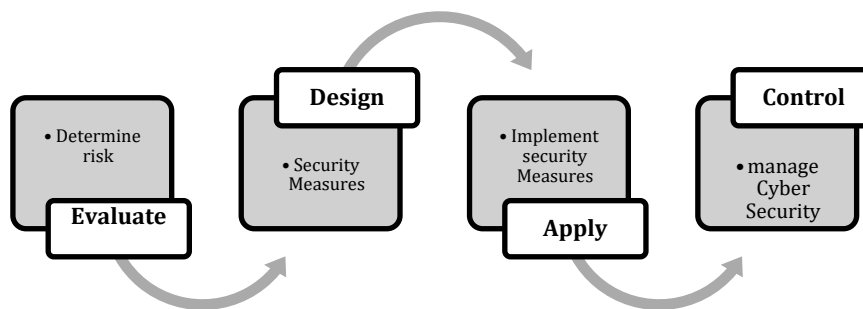 • Determine
risk
Evaluate
Design
• Security
Measures
• Implement
security
Measures
Apply
Control
• manage
Cyber
Security